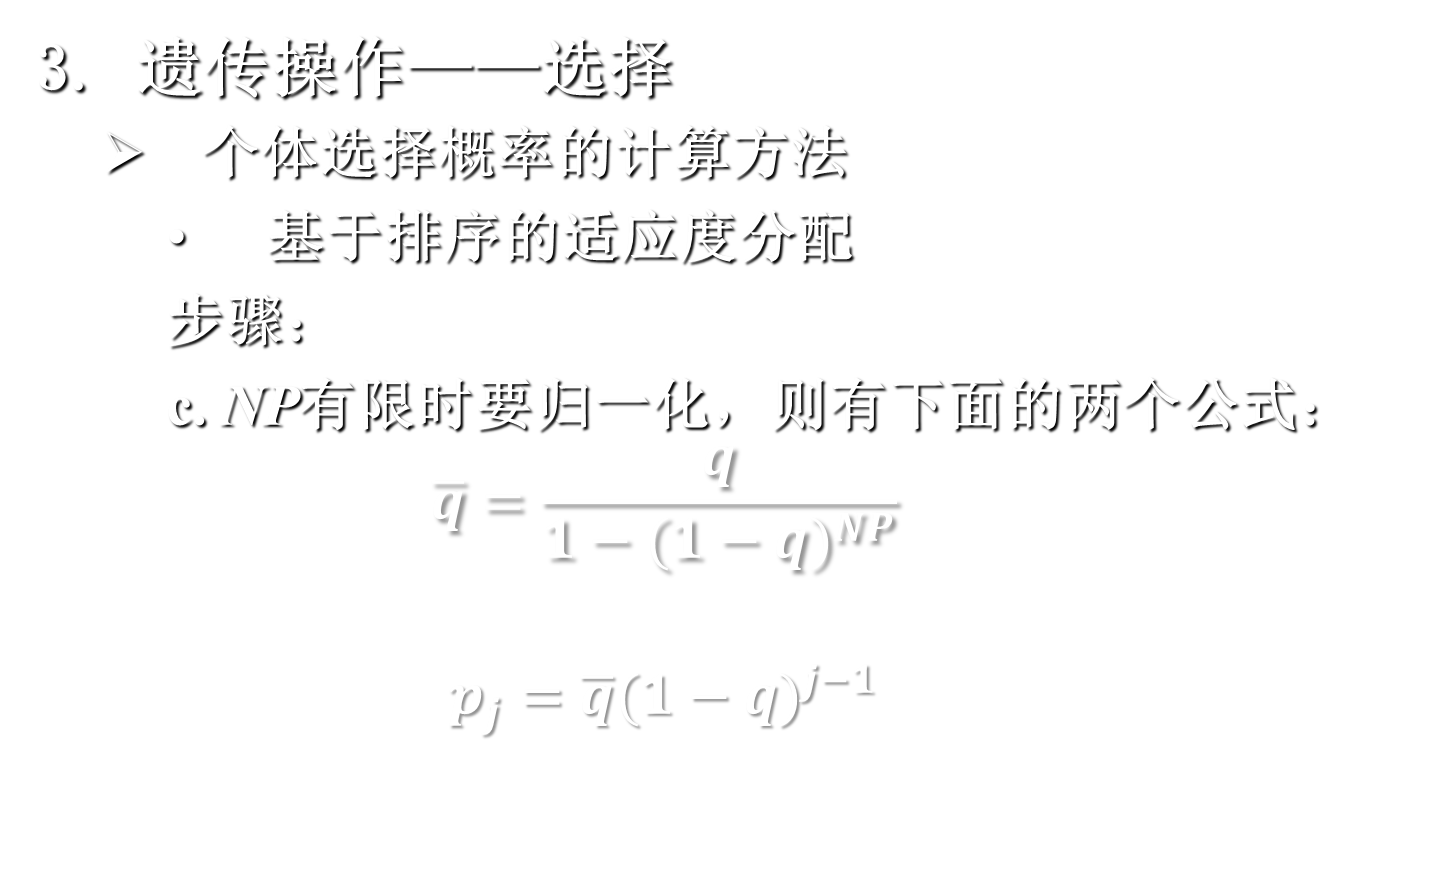 3. 遗传操作——选择
➢ 个体选择概率的计算方法
• 基于排序的适应度分配
步骤：
c. NP有限时要归一化，则有下面的两个公式：
q̅ = q / (1 − (1 − q)^{NP})
p_j = q̅(1 − q)^{j−1}